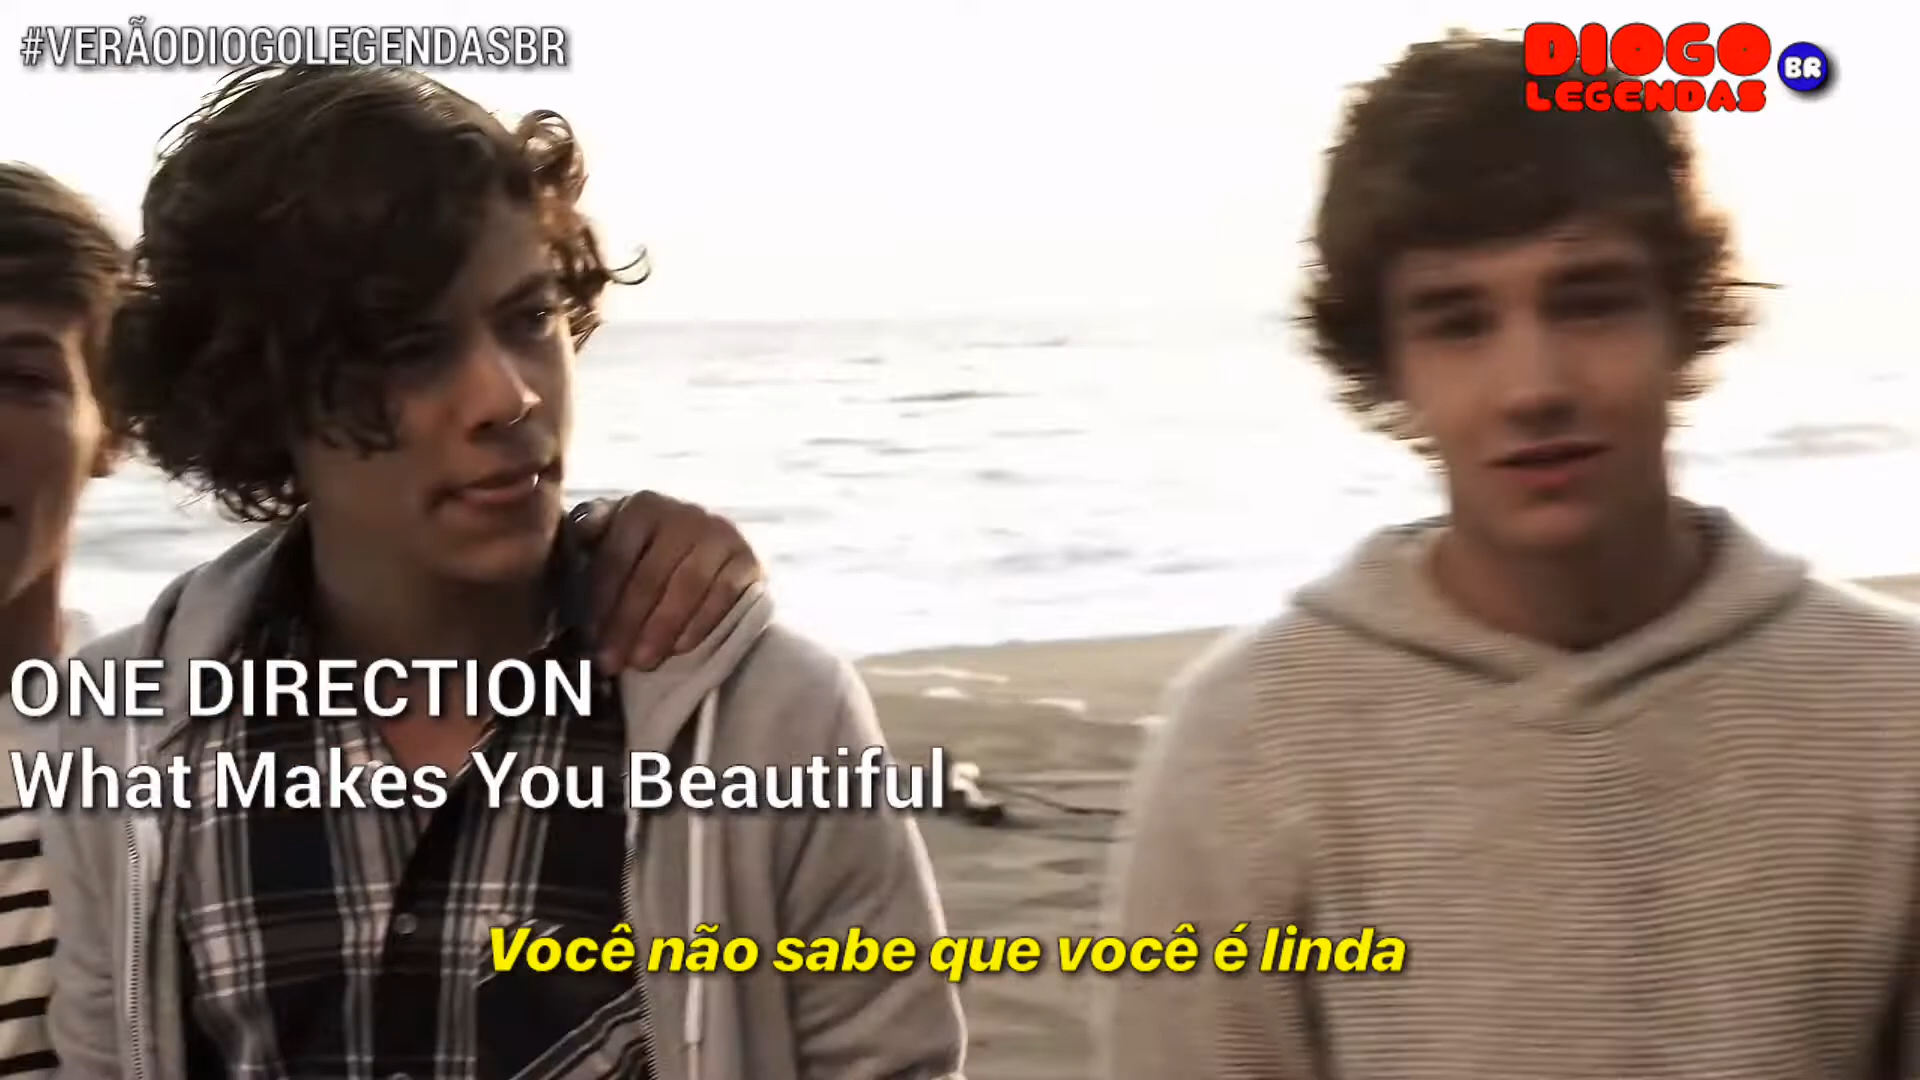 #VERÃODIOGOLEGENDASBR
DIOGO
LEGENDAS
BR
ONE DIRECTION
What Makes You Beautiful
Você não sabe que você é linda